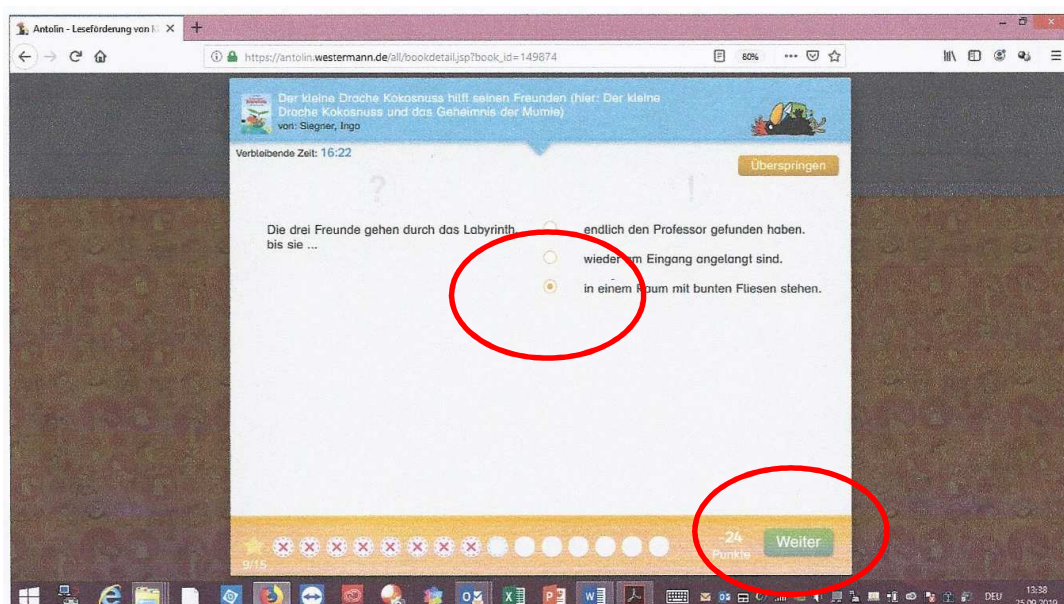 Antolin - Leseförderung von
https://antolin.westermann.de/all/bookdetail.jsp?book_id=149874
80%
Der kleine Drache Kokosnuss hilft seinen Freunden (hier: Der kleine
Drache Kokosnuss und das Geheimnis der Mumie)
von: Siegner, Ingo
Verbleibende Zeit: 16:22
Überspringen
?
!
Die drei Freunde gehen durch das Labyrinth,
bis sie ...
endlich den Professor gefunden haben.
wieder am Eingang angelangt sind.
in einem Raum mit bunten Fliesen stehen.
9/15
-24
Punkte
Weiter
DEU
13:38
25.09.2019